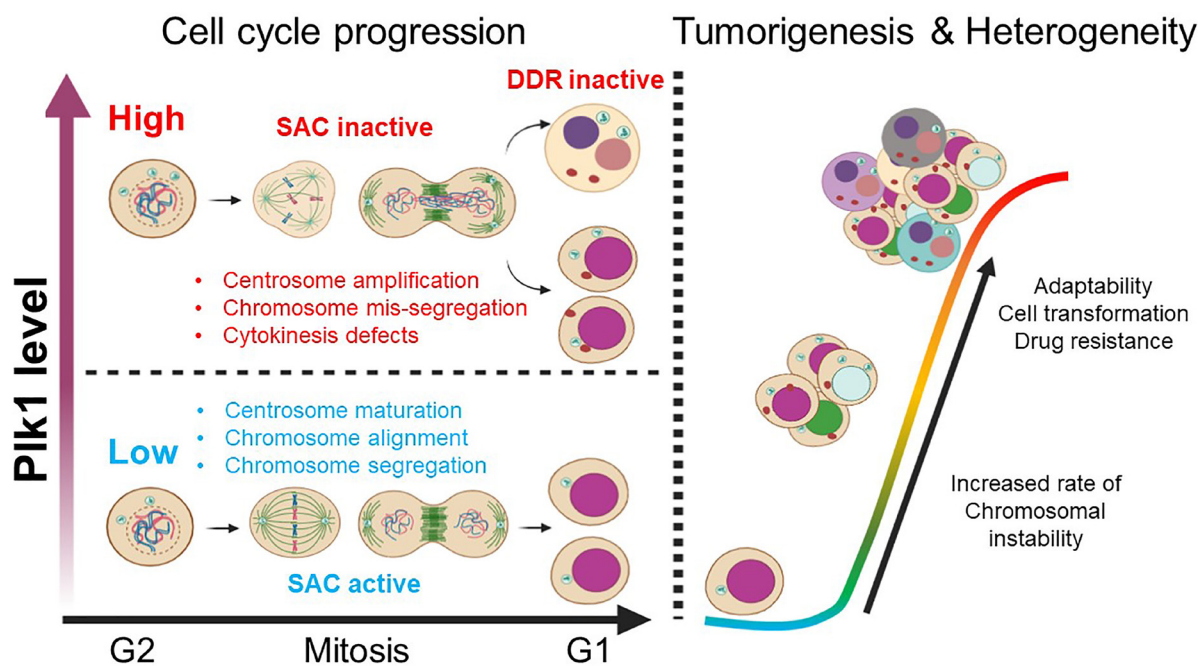 Cell cycle progression
Tumorigenesis & Heterogeneity
Plk1 level
High
SAC inactive
DDR inactive
• Centrosome amplification
• Chromosome mis-segregation
• Cytokinesis defects
Low
• Centrosome maturation
• Chromosome alignment
• Chromosome segregation
SAC active
G2
Mitosis
G1
Adaptability
Cell transformation
Drug resistance
Increased rate of
Chromosomal
instability